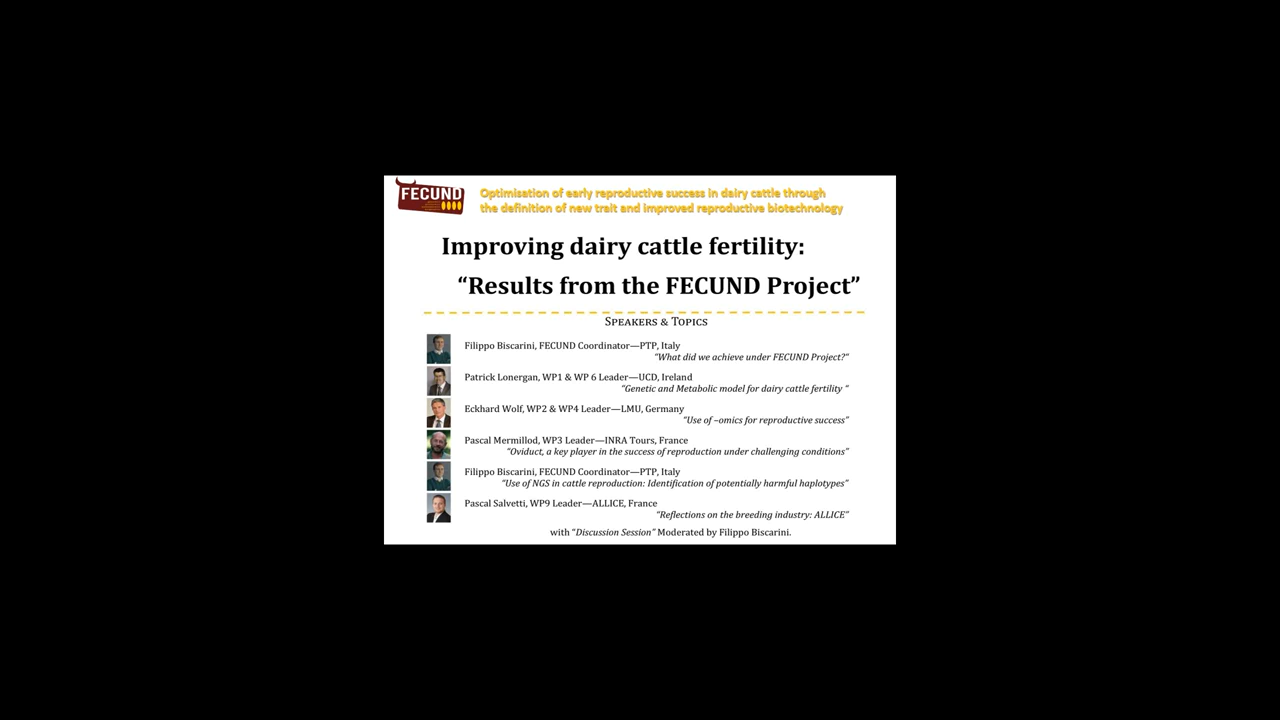 FECUND
Optimisation of early reproductive success in dairy cattle through
the definition of new trait and improved reproductive biotechnology
Improving dairy cattle fertility:
“Results from the FECUND Project”
Speakers & Topics
Filippo Biscarini, FECUND Coordinator—PTP, Italy
“What did we achieve under FECUND Project?”
Patrick Lonergan, WP1 & WP 6 Leader—UCD, Ireland
“Genetic and Metabolic model for dairy cattle fertility “
Eckhard Wolf, WP2 & WP4 Leader—LMU, Germany
“Use of –omics for reproductive success”
Pascal Mermillod, WP3 Leader—INRA Tours, France
“Oviduct, a key player in the success of reproduction under challenging conditions”
Filippo Biscarini, FECUND Coordinator—PTP, Italy
“Use of NGS in cattle reproduction: Identification of potentially harmful haplotypes”
Pascal Salvetti, WP9 Leader—ALLICE, France
“Reflections on the breeding industry: ALLICE”
with “Discussion Session” Moderated by Filippo Biscarini.